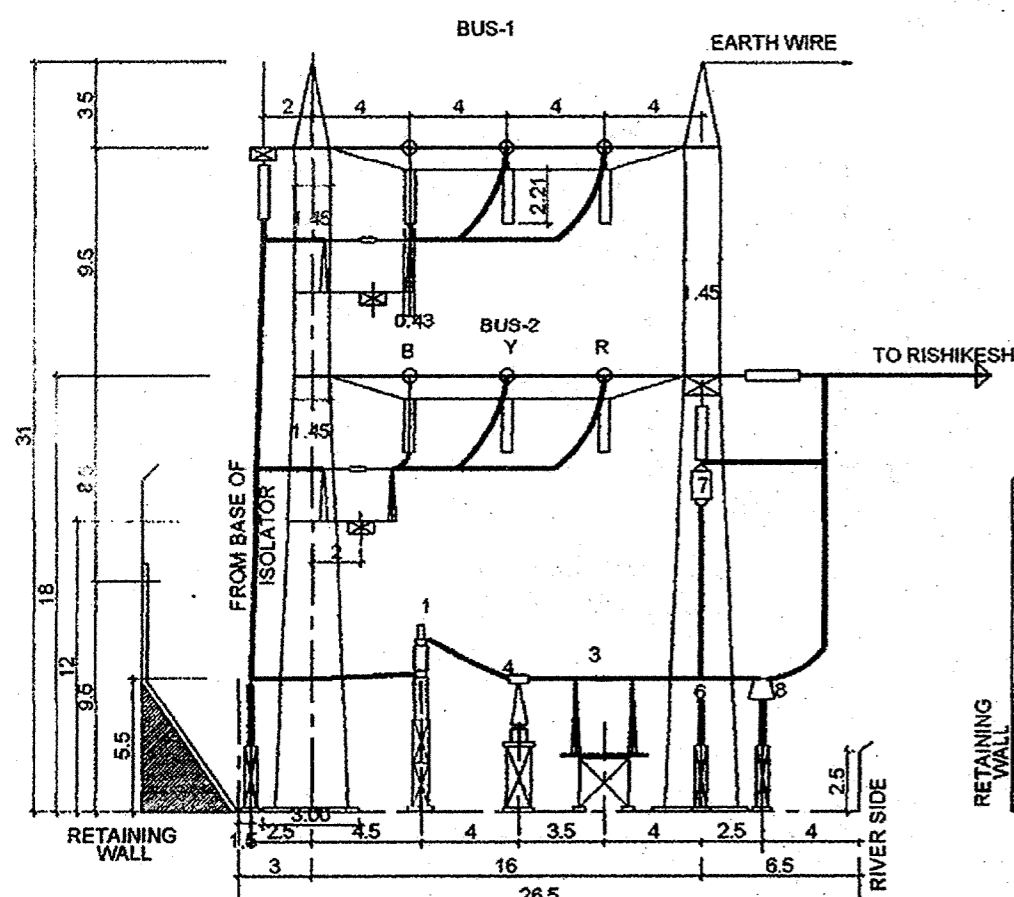 BUS-1
EARTH WIRE
2
4
4
4
4
3.5
2.21
1.45
9.5
1.45
0.43
BUS-2
B
Y
R
TO RISHIKESH
31
1.45
7
FROM BASE OF
ISOLATOR
2
18
12
1
4
3
6
8
9.5
5.5
2.5
RETAINING
WALL
RETAINING
WALL
3.00
1.5
2.5
4.5
4
3.5
4
2.5
4
3
16
6.5
26.5
RIVER SIDE